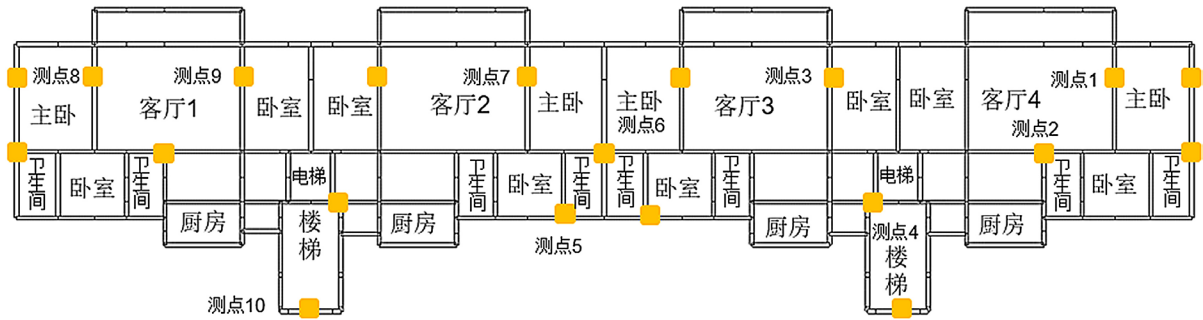 测点8
测点9
测点7
测点3
测点1
主卧
客厅1
卧室
卧室
客厅2
主卧
主卧
客厅3
卧室
卧室
客厅4
主卧
测点6
测点2
卫生间
卧室
卫生间
电梯
卫生间
卧室
卫生间
卫生间
卧室
卫生间
电梯
卫生间
卧室
卫生间
厨房
楼梯
厨房
厨房
测点4
厨房
测点5
楼梯
测点10